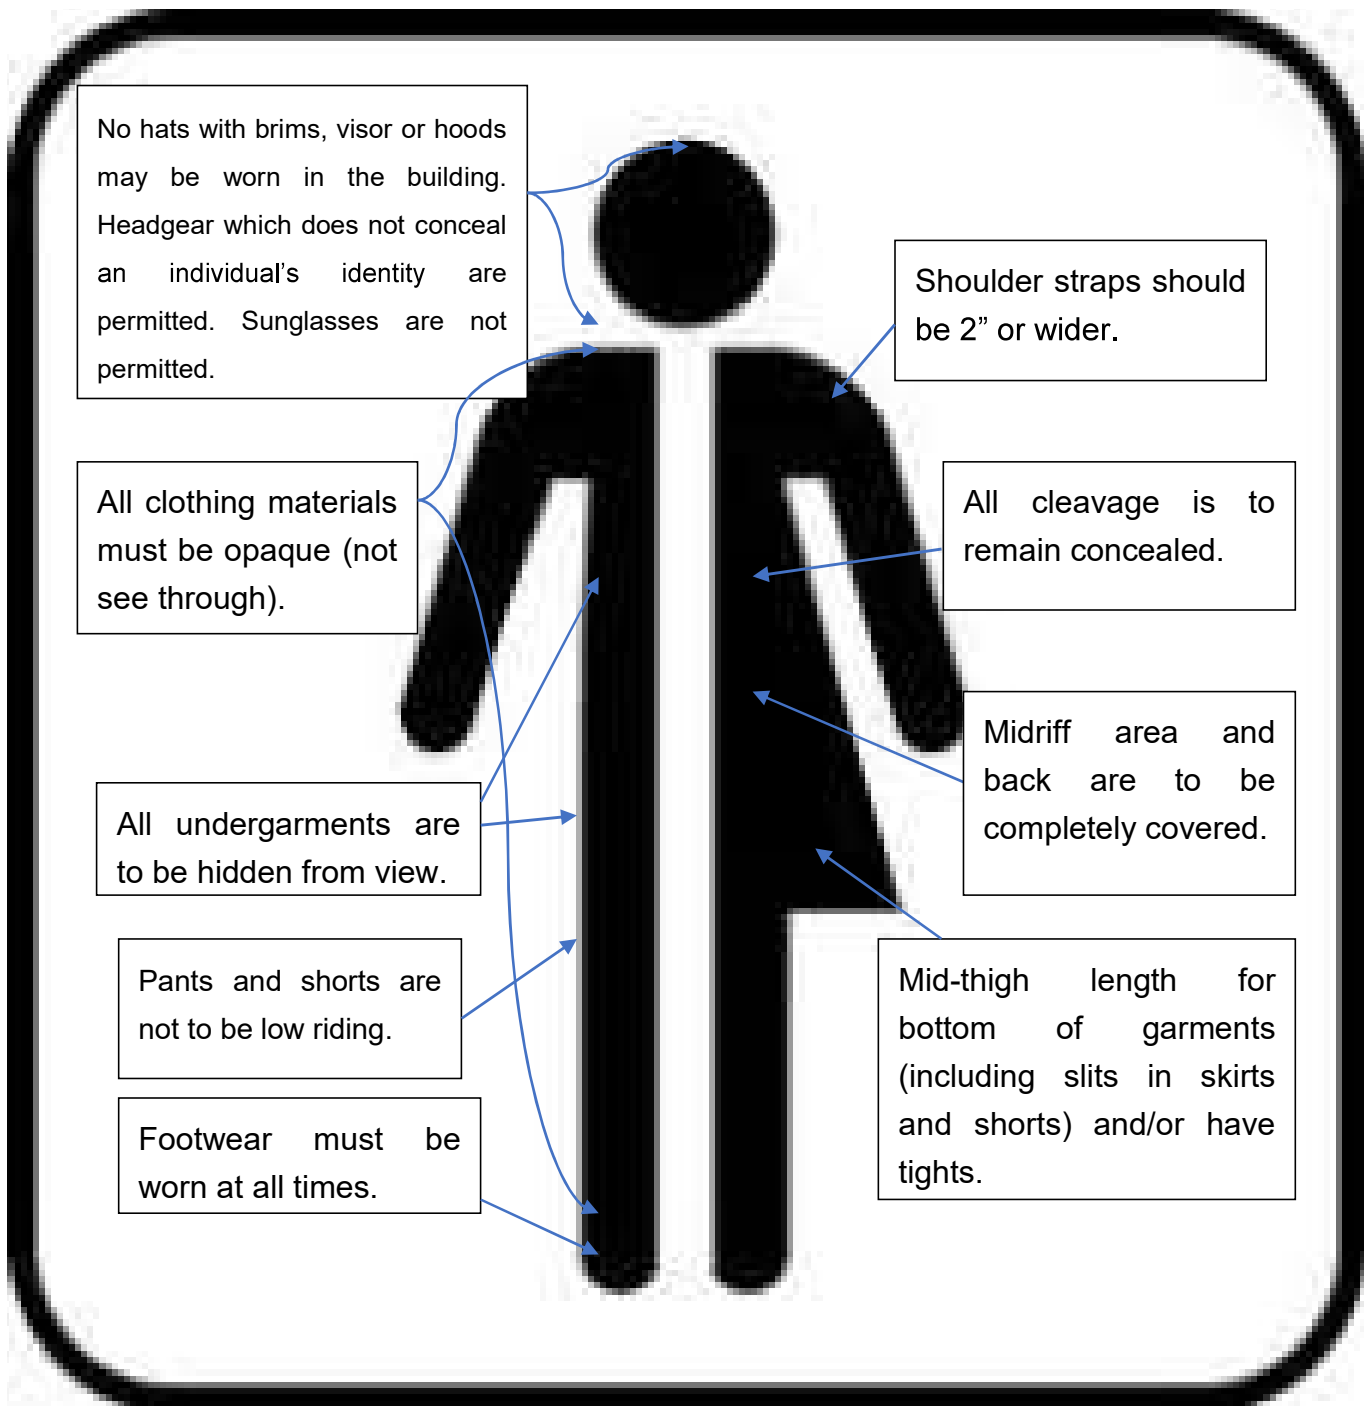 No hats with brims, visor or hoods
may be worn in the building.
Headgear which does not conceal
an individual's identity are
permitted. Sunglasses are not
permitted.
Shoulder straps should
be 2” or wider.
All clothing materials
must be opaque (not
see through).
All cleavage is to
remain concealed.
Midriff area and
back are to be
completely covered.
All undergarments are
to be hidden from view.
Pants and shorts are
not to be low riding.
Mid-thigh length for
bottom of garments
(including slits in skirts
and shorts) and/or have
tights.
Footwear must be
worn at all times.